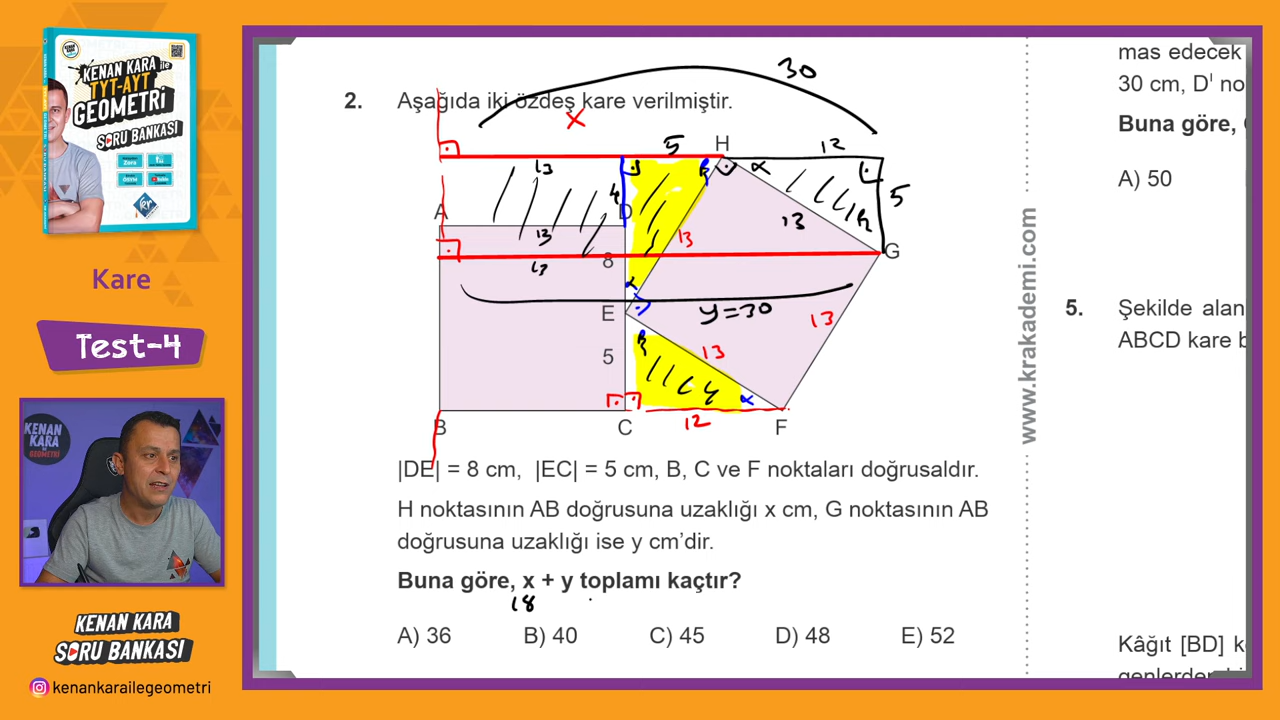 KENAN KARA ile
TYT-AYT
GEOMETRİ
SORU BANKASI
Kare
Test-4
KENAN
KARA
GEOMETRİ
KENAN KARA
SORU BANKASI
kenankarailegeometri
2. Aşağıda iki özdeş kare verilmiştir.
30
x
5
H
12
13
4
β
α
5
A
D
13
13
β
13
8
13
α
G
E
y=30
13
5
β
13
α
B
C
12
F
|DE| = 8 cm, |EC| = 5 cm, B, C ve F noktaları doğrusaldır.
H noktasının AB doğrusuna uzaklığı x cm, G noktasının AB
doğrusuna uzaklığı ise y cm'dir.
Buna göre, x + y toplamı kaçtır?
18
A) 36 B) 40 C) 45 D) 48 E) 52
www.krakademi.com
mas edecek
30 cm, D' no
Buna göre,
A) 50
5. Şekilde alan
ABCD kare b
Kâğıt [BD] k